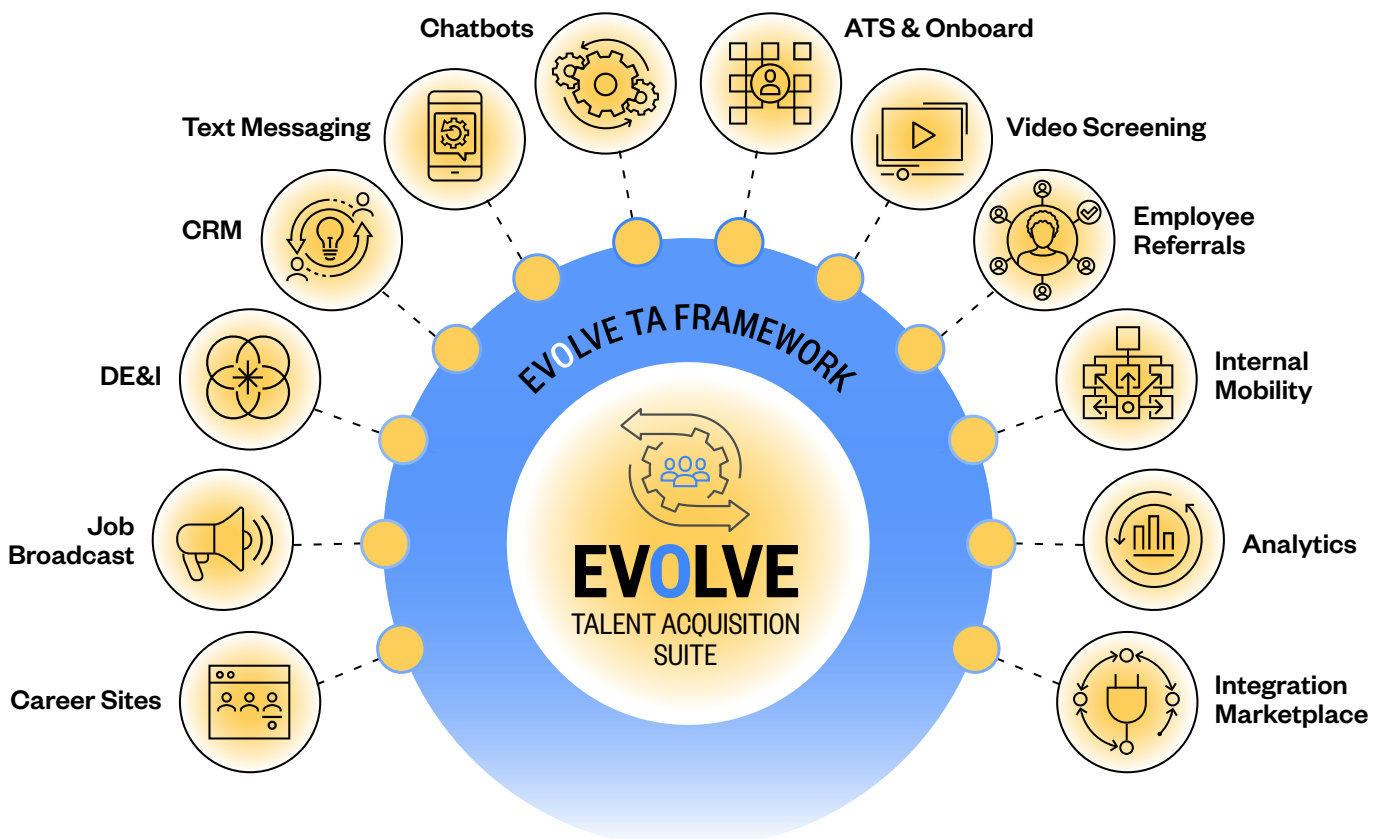 Chatbots
ATS & Onboard
Text Messaging
Video Screening
CRM
Employee
Referrals
DE&I
Internal
Mobility
Job
Broadcast
Analytics
Career Sites
Integration
Marketplace
EVOLVE TA FRAMEWORK
EVOLVE
TALENT ACQUISITION
SUITE